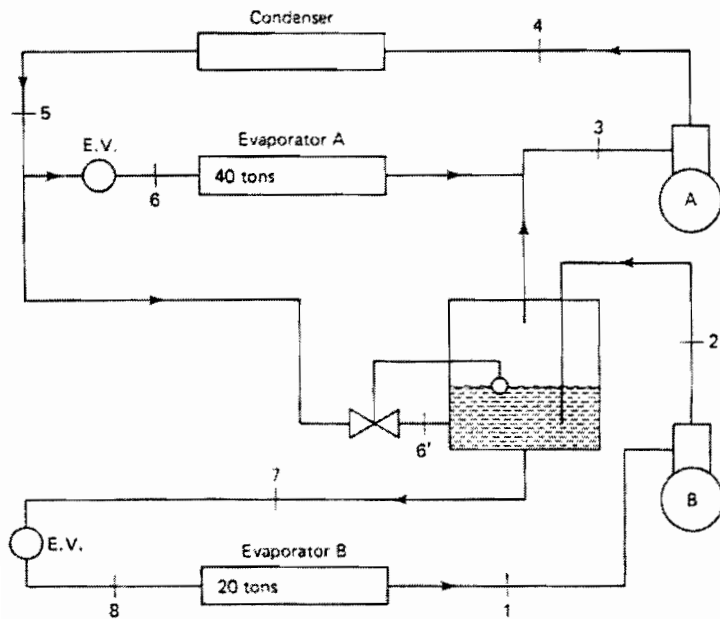 Condenser
4
5
E.V.
Evaporator A
3
40 tons
6
A
2
6'
7
B
E.V.
Evaporator B
20 tons
8
1